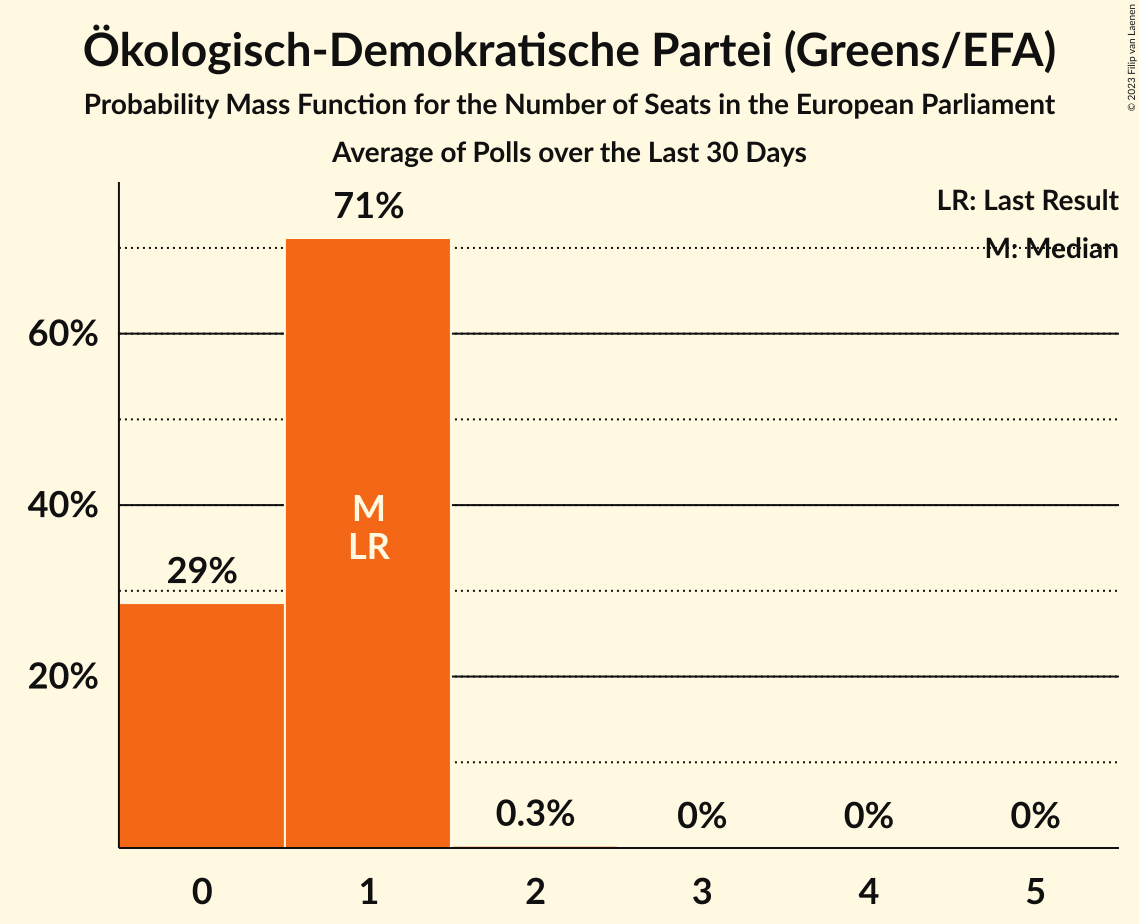 Ökologisch-Demokratische Partei (Greens/EFA)
Probability Mass Function for the Number of Seats in the European Parliament
Average of Polls over the Last 30 Days
© 2023 Filip van Laenen
LR: Last Result
M: Median
71%
60%
40%
20%
M
LR
29%
0.3%
0%
0%
0%
0
1
2
3
4
5